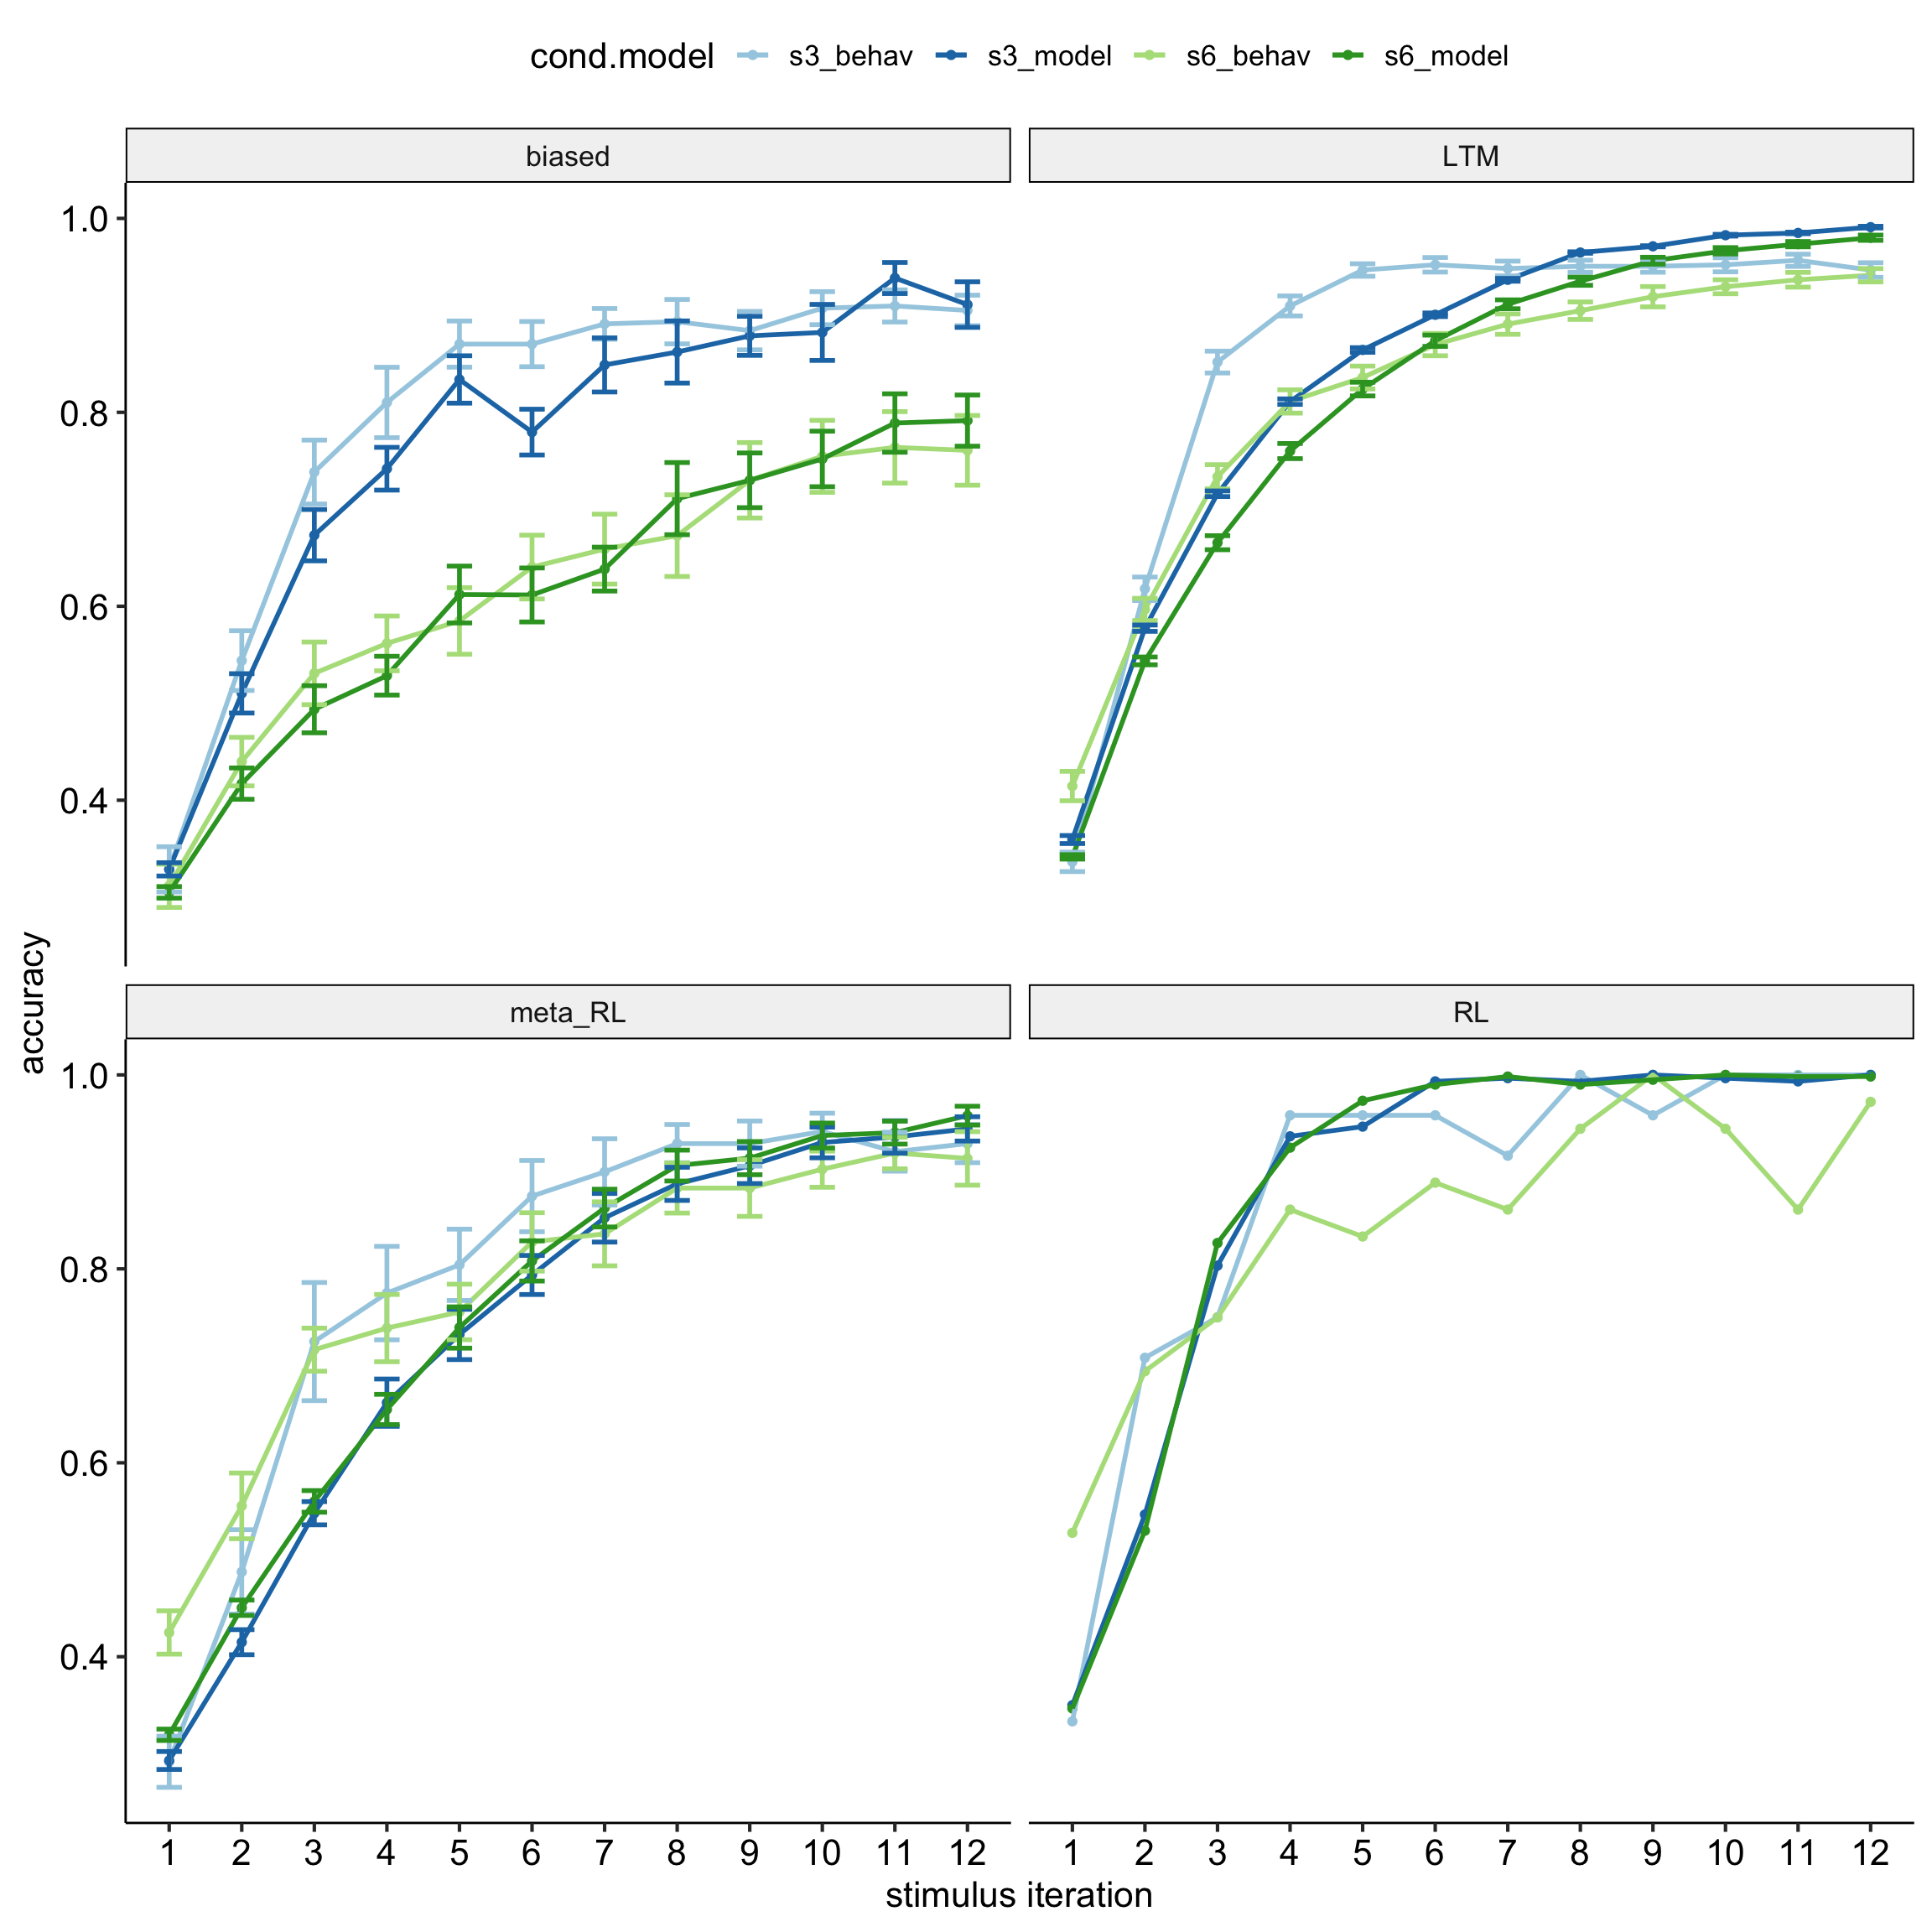 cond.model s3_behav s3_model s6_behav s6_model
biased LTM
1.0
0.8
0.6
0.4
accuracy
meta_RL RL
1.0
0.8
0.6
0.4
1 2 3 4 5 6 7 8 9 10 11 12 1 2 3 4 5 6 7 8 9 10 11 12
stimulus iteration